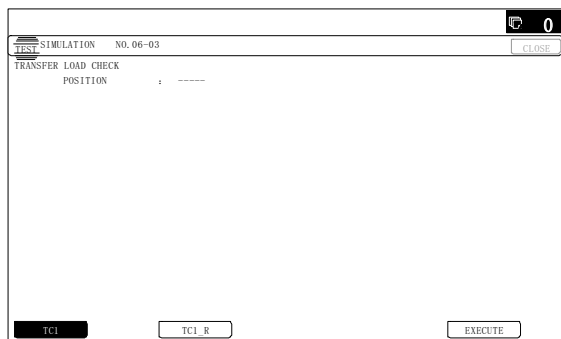 0
TEST SIMULATION NO.06-03
CLOSE
TRANSFER LOAD CHECK
POSITION : -----
TC1 TC1_R EXECUTE